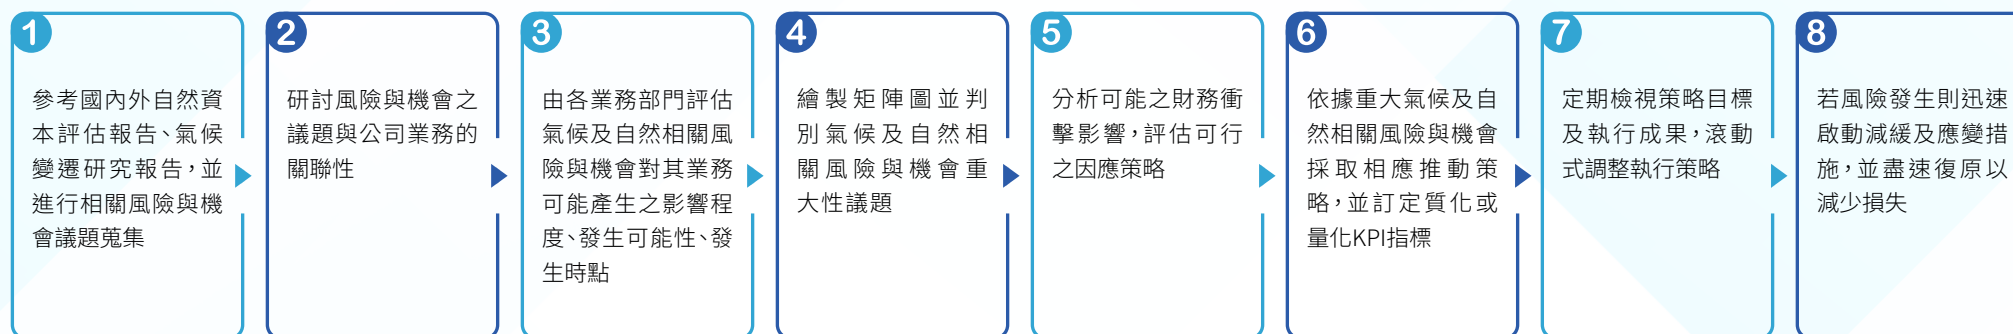 1
參考國內外自然資
本評估報告、氣候
變遷研究報告，並
進行相關風險與機
會議題蒐集
2
研討風險與機會之
議題與公司業務的
關聯性
3
由各業務部門評估
氣候及自然相關風
險與機會對其業務
可能產生之影響程
度、發生可能性、發
生時點
4
繪製矩陣圖並判
別氣候及自然相
關風險與機會重
大性議題
5
分析可能之財務衝
擊影響，評估可行
之因應策略
6
依據重大氣候及自
然相關風險與機會
採取相應推動策
略，並訂定質化或
量化KPI指標
7
定期檢視策略目標
及執行成果，滾動
式調整執行策略
8
若風險發生則迅速
啟動減緩及應變措
施，並盡速復原以
減少損失